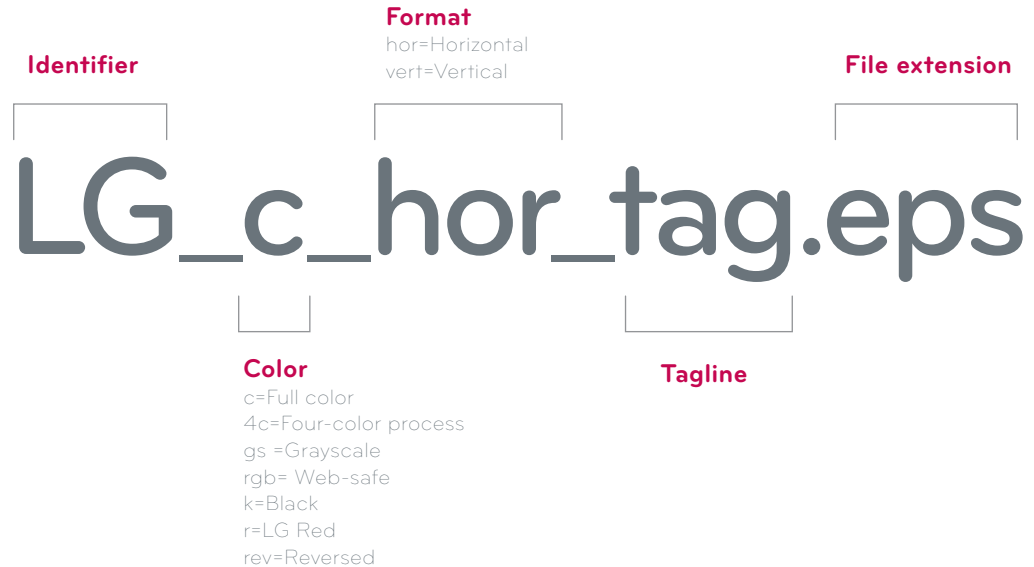 Format
hor=Horizontal
vert=Vertical
Identifier
File extension
LG_c_hor_tag.eps
Color
c=Full color
4c=Four-color process
gs =Grayscale
rgb= Web-safe
k=Black
r=LG Red
rev=Reversed
Tagline